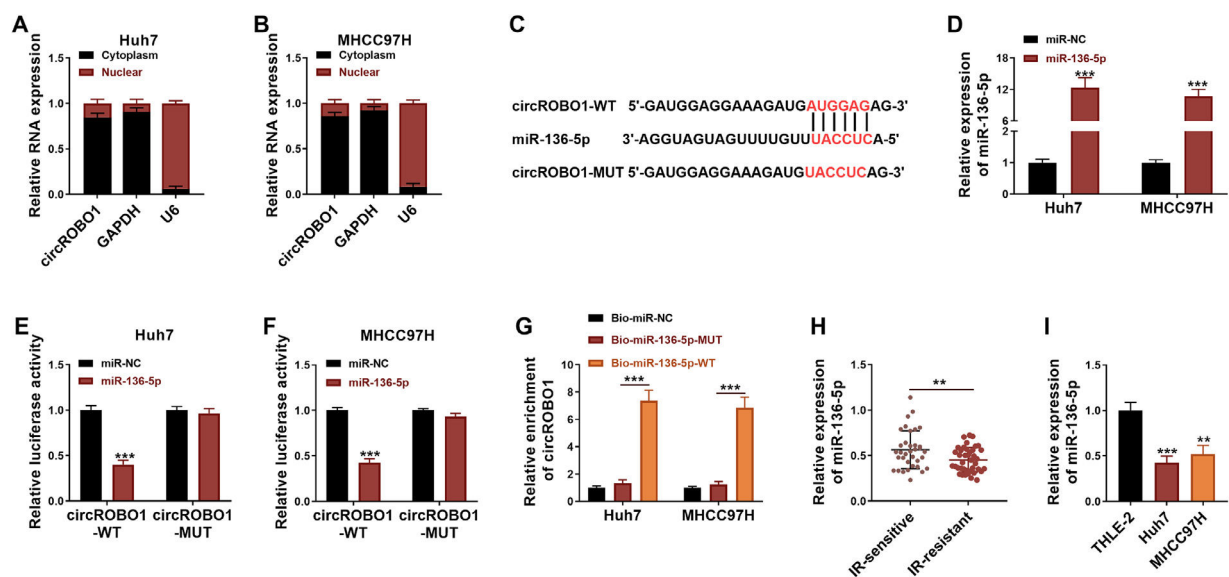 A
Huh7
Cytoplasm
Nuclear
Relative RNA expression
1.5
1.0
0.5
0.0
circROBO1
GAPDH
U6
B
MHCC97H
Cytoplasm
Nuclear
Relative RNA expression
1.5
1.0
0.5
0.0
circROBO1
GAPDH
U6
C
circROBO1-WT 5'-GAUGGAGGAAAGAUGAUGGAGAG-3'
miR-136-5p 3'-AGGUAGUAGUUUUGUUUACCUCA-5'
circROBO1-MUT 5'-GAUGGAGGAAAGAUGUACCUCAG-3'
D
miR-NC
miR-136-5p
Relative expression
of miR-136-5p
18
12
6
2
1
0
***
***
Huh7
MHCC97H
E
Huh7
miR-NC
miR-136-5p
Relative luciferase activity
1.5
1.0
0.5
0.0
***
circROBO1
-WT
circROBO1
-MUT
F
MHCC97H
miR-NC
miR-136-5p
Relative luciferase activity
1.5
1.0
0.5
0.0
***
circROBO1
-WT
circROBO1
-MUT
G
Bio-miR-NC
Bio-miR-136-5p-MUT
Bio-miR-136-5p-WT
Relative enrichment
of circROBO1
10
8
6
4
2
0
***
***
Huh7
MHCC97H
H
Relative expression
of miR-136-5p
1.5
1.0
0.5
0.0
**
IR-sensitive
IR-resistant
I
Relative expression
of miR-136-5p
1.5
1.0
0.5
0.0
***
**
THLE-2
Huh7
MHCC97H